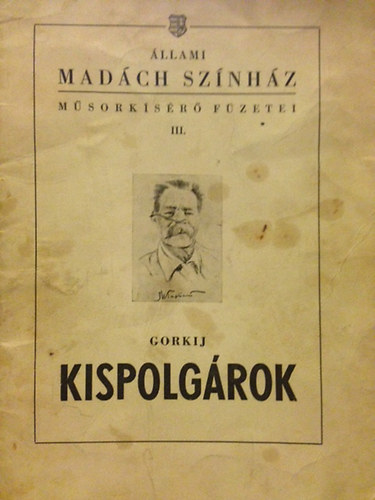 ÁLLAMI
MADÁCH SZÍNHÁZ
MŰSORKÍSÉRŐ FÜZETEI
III.
GORKIJ
KISPOLGÁROK